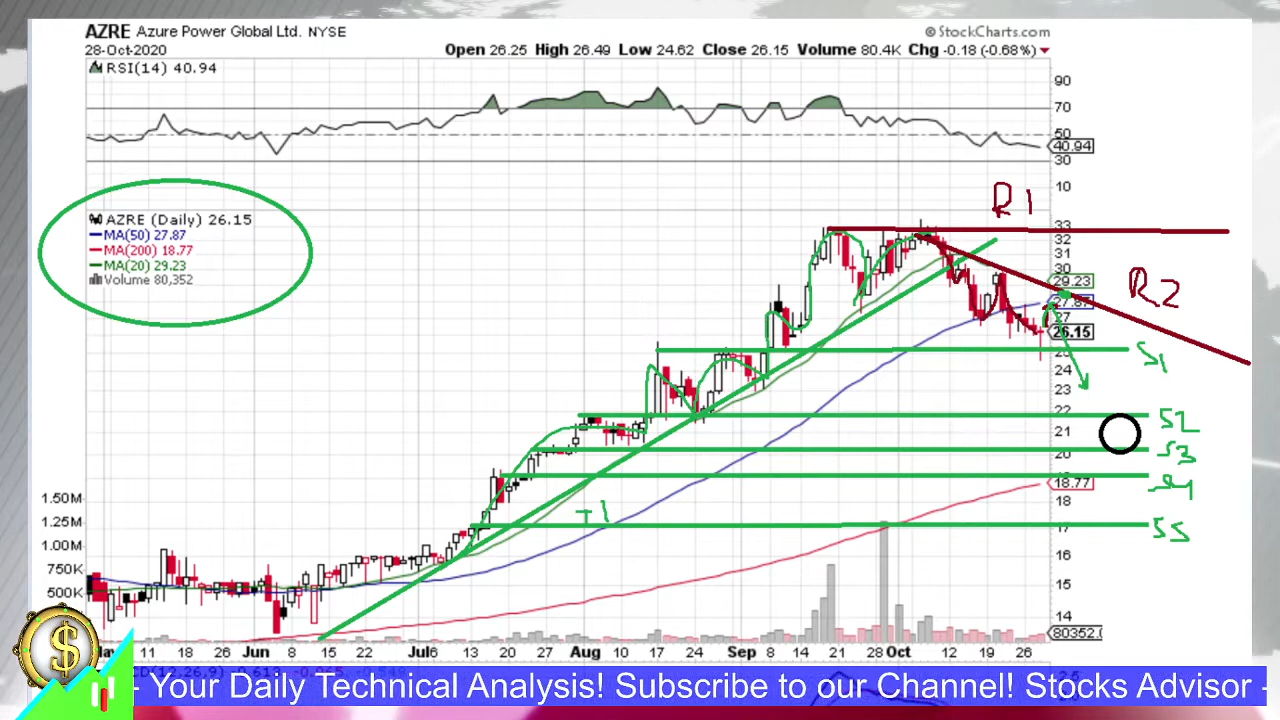 AZRE Azure Power Global Ltd. NYSE
© StockCharts.com
28-Oct-2020
Open 26.25 High 26.49 Low 24.62 Close 26.15 Volume 80.4K Chg -0.18 (-0.68%)
RSI(14) 40.94
90
70
50
40.94
30
10
AZRE (Daily) 26.15
MA(50) 27.87
MA(200) 18.77
MA(20) 29.23
Volume 80,352
R1
R2
33
32
31
30
29.23
27.87
27
26.15
25
24
23
22
21
20
18.77
18
17
16
15
14
80352.0
S1
S2
S3
S4
S5
T1
1.50M
1.25M
1.00M
750K
500K
11 18 26 Jun 8 15 22 Jul6 13 20 27 Aug 10 17 24 Sep 8 14 21 28 Oct 12 19 26
- Your Daily Technical Analysis! Subscribe to our Channel! Stocks Advisor -
$